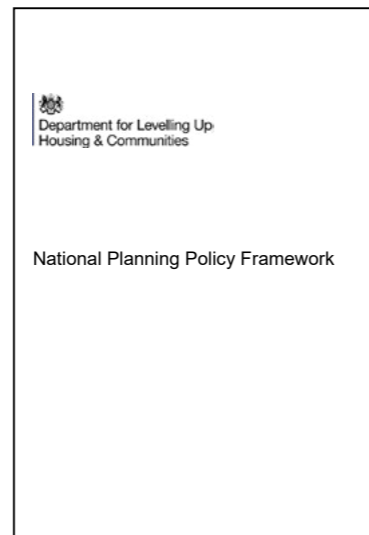 Department for Levelling Up
Housing & Communities
National Planning Policy Framework